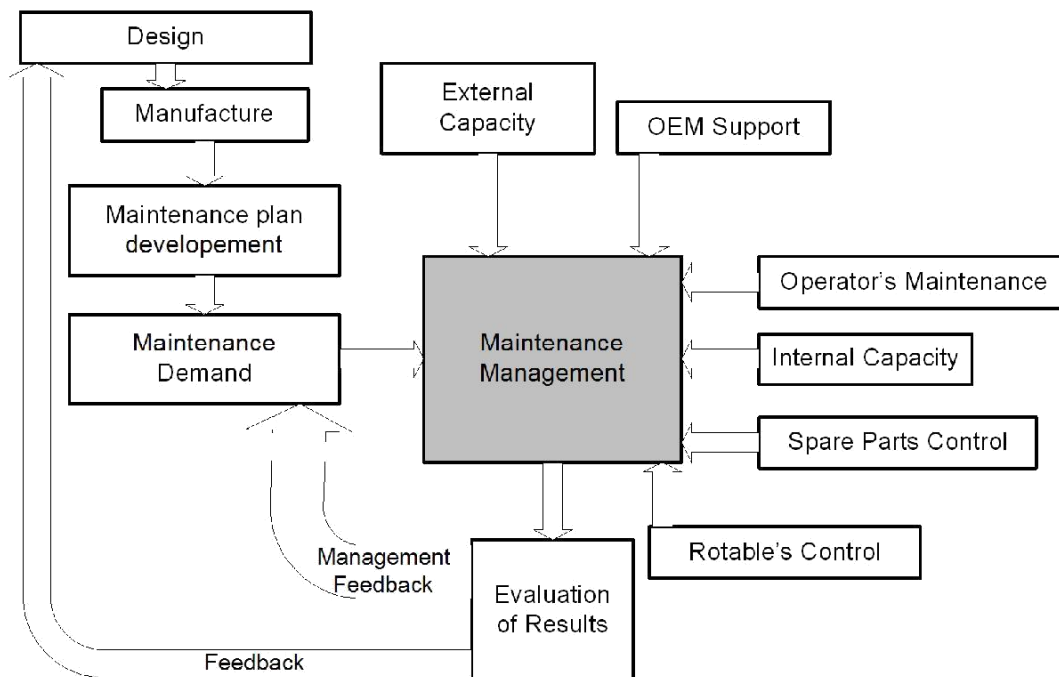 Design
Manufacture
External
Capacity
OEM Support
Maintenance plan
developement
Operator's Maintenance
Maintenance
Demand
Maintenance
Management
Internal Capacity
Spare Parts Control
Rotable's Control
Management
Feedback
Evaluation
of Results
Feedback